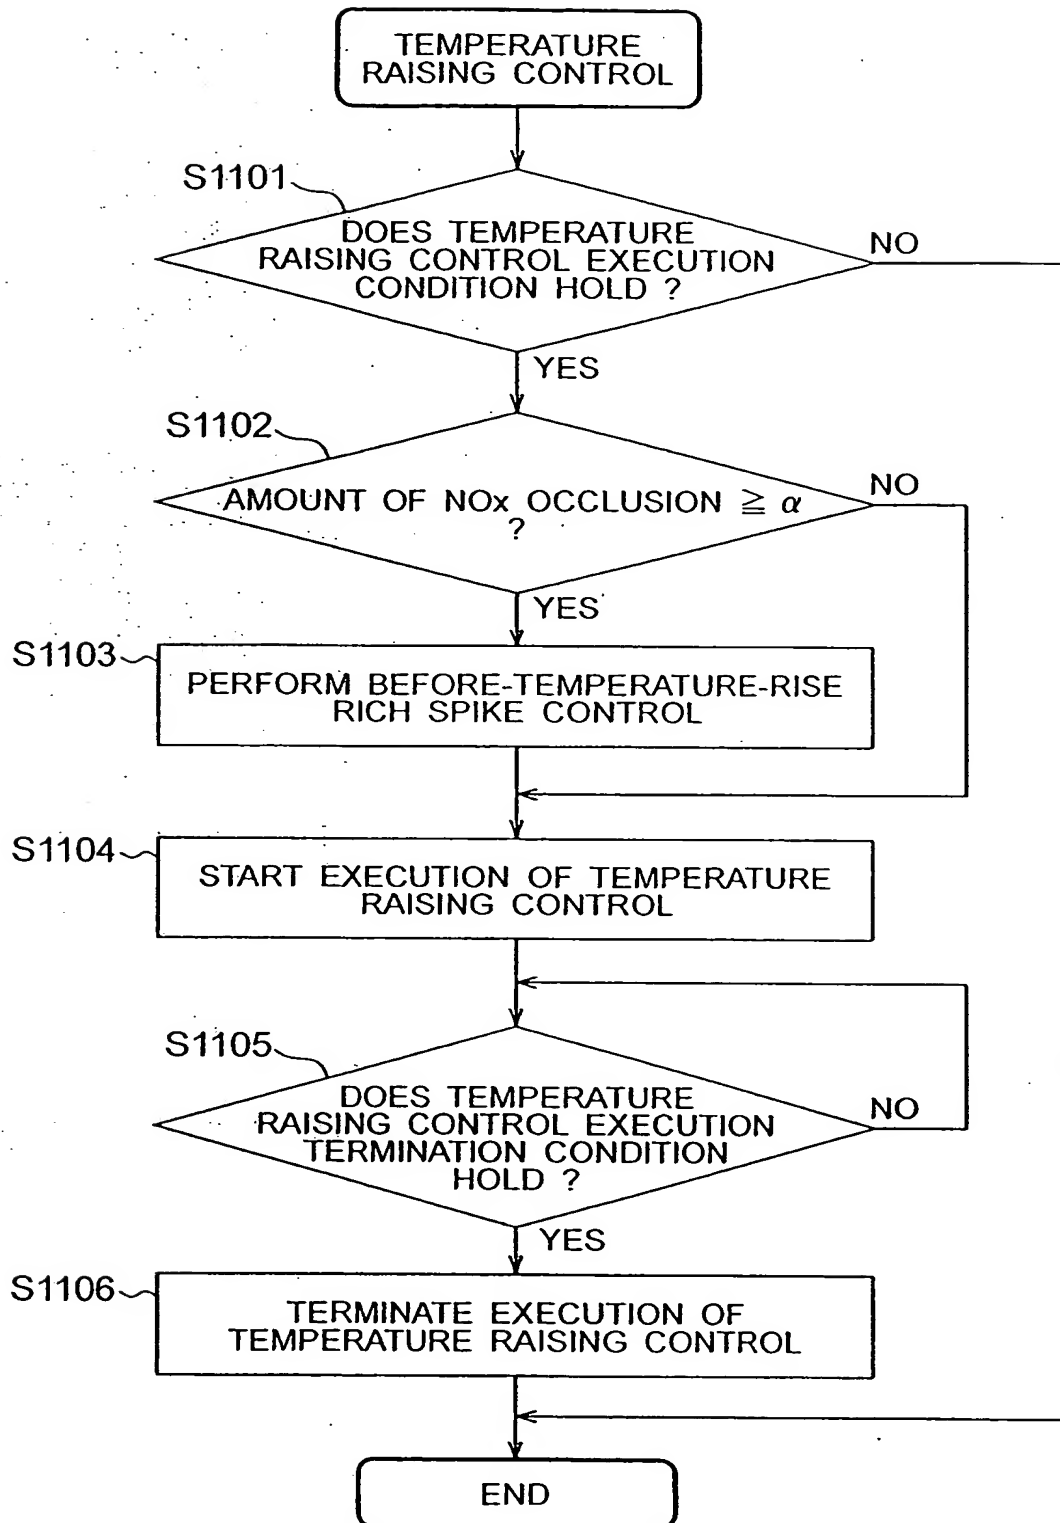 TEMPERATURE
RAISING CONTROL
S1101
DOES TEMPERATURE
RAISING CONTROL EXECUTION
CONDITION HOLD ?
NO
YES
S1102
AMOUNT OF NOx OCCLUSION ≧ α
?
NO
YES
S1103
PERFORM BEFORE-TEMPERATURE-RISE
RICH SPIKE CONTROL
S1104
START EXECUTION OF TEMPERATURE
RAISING CONTROL
S1105
DOES TEMPERATURE
RAISING CONTROL EXECUTION
TERMINATION CONDITION
HOLD ?
NO
YES
S1106
TERMINATE EXECUTION OF
TEMPERATURE RAISING CONTROL
END